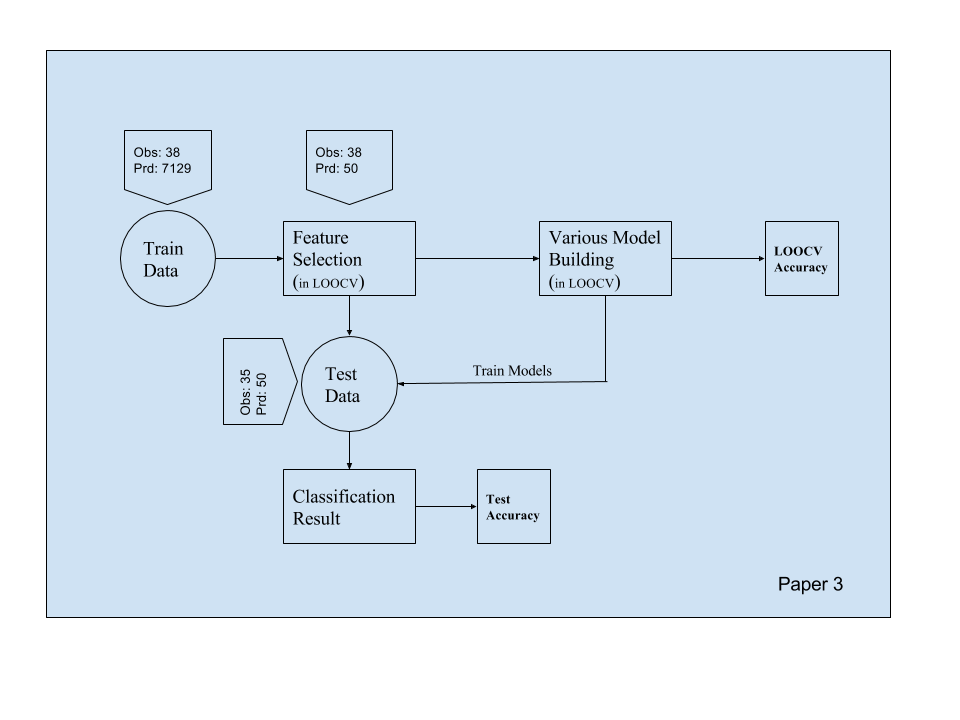 Obs: 38
Prd: 7129
Obs: 38
Prd: 50
Train
Data
Feature
Selection
(in LOOCV)
Various Model
Building
(in LOOCV)
LOOCV
Accuracy
Obs: 35
Prd: 50
Test
Data
Train Models
Classification
Result
Test
Accuracy
Paper 3